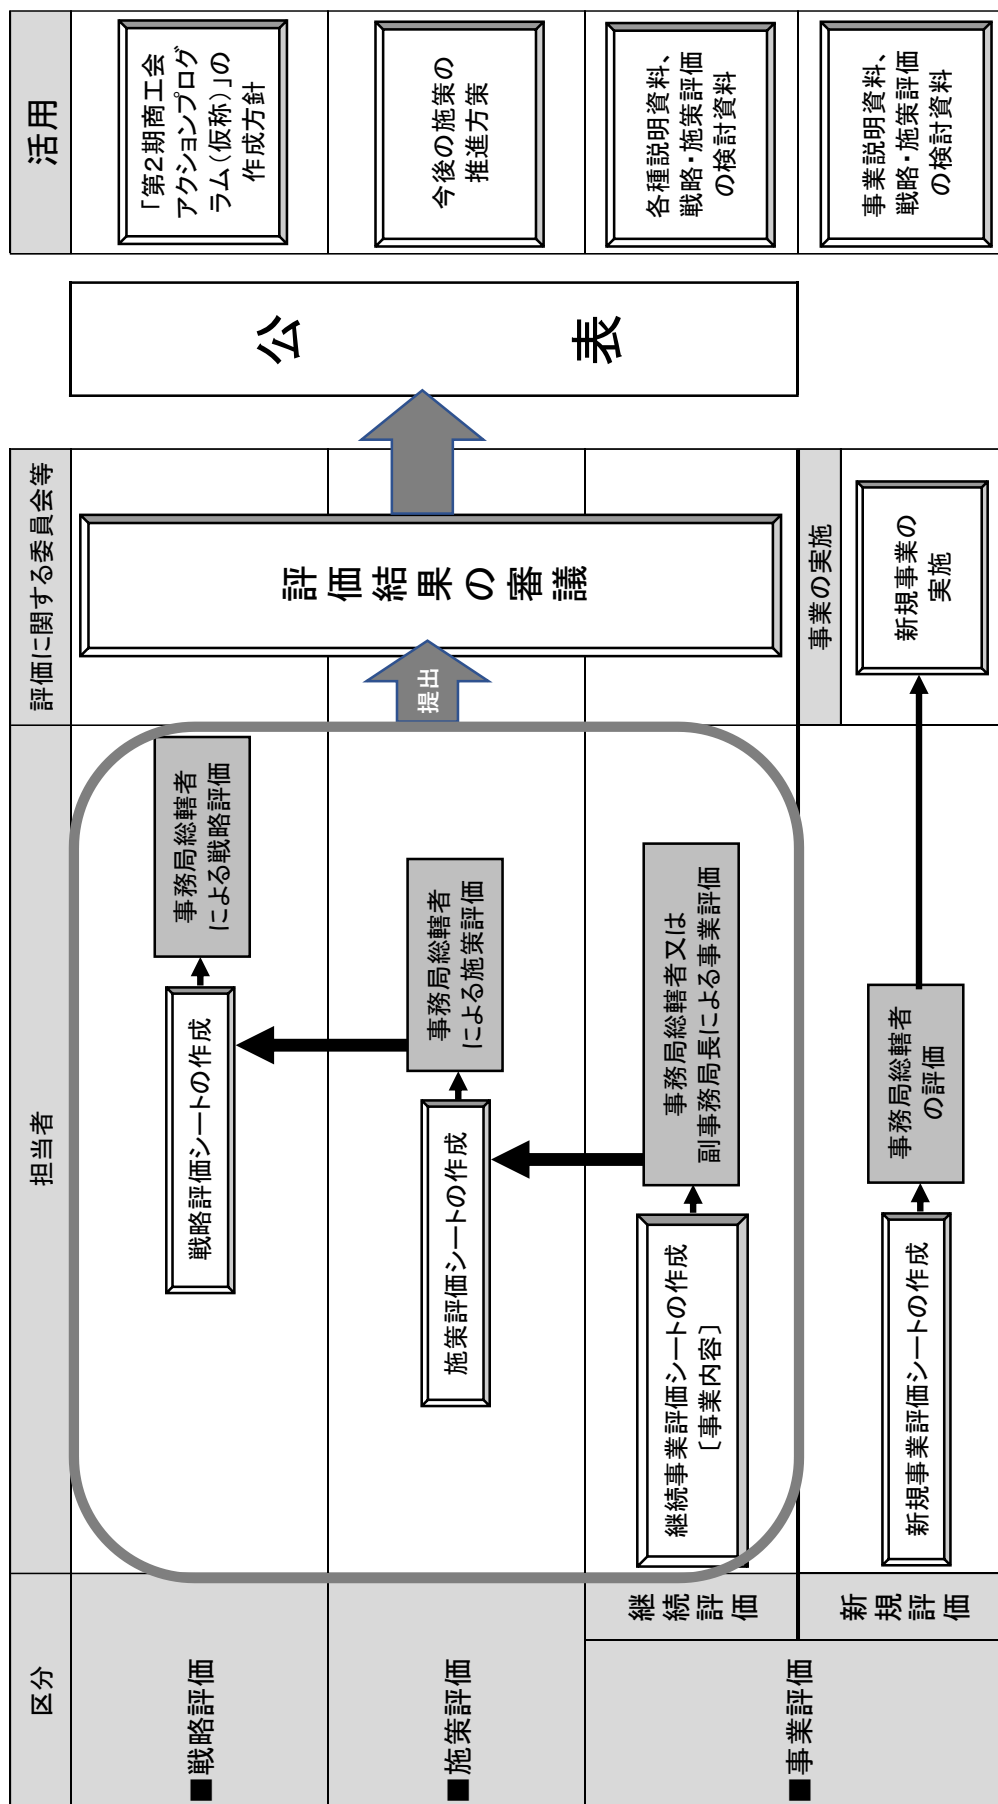 区分
担当者
評価に関する委員会等
活用
■戦略評価
戦略評価シートの作成
事務局総轄者
による戦略評価
「第2期商工会
アクションプログ
ラム(仮称)」の
作成方針
■施策評価
施策評価シートの作成
事務局総轄者
による施策評価
提出
評価結果の審議
公表
今後の施策の
推進方策
■事業評価
継続
評価
継続事業評価シートの作成
〔事業内容〕
事務局総轄者又は
副事務局長による事業評価
各種説明資料、
戦略・施策評価
の検討資料
新規
評価
新規事業評価シートの作成
事務局総轄者
の評価
事業の実施
新規事業の
実施
事業説明資料、
戦略・施策評価
の検討資料